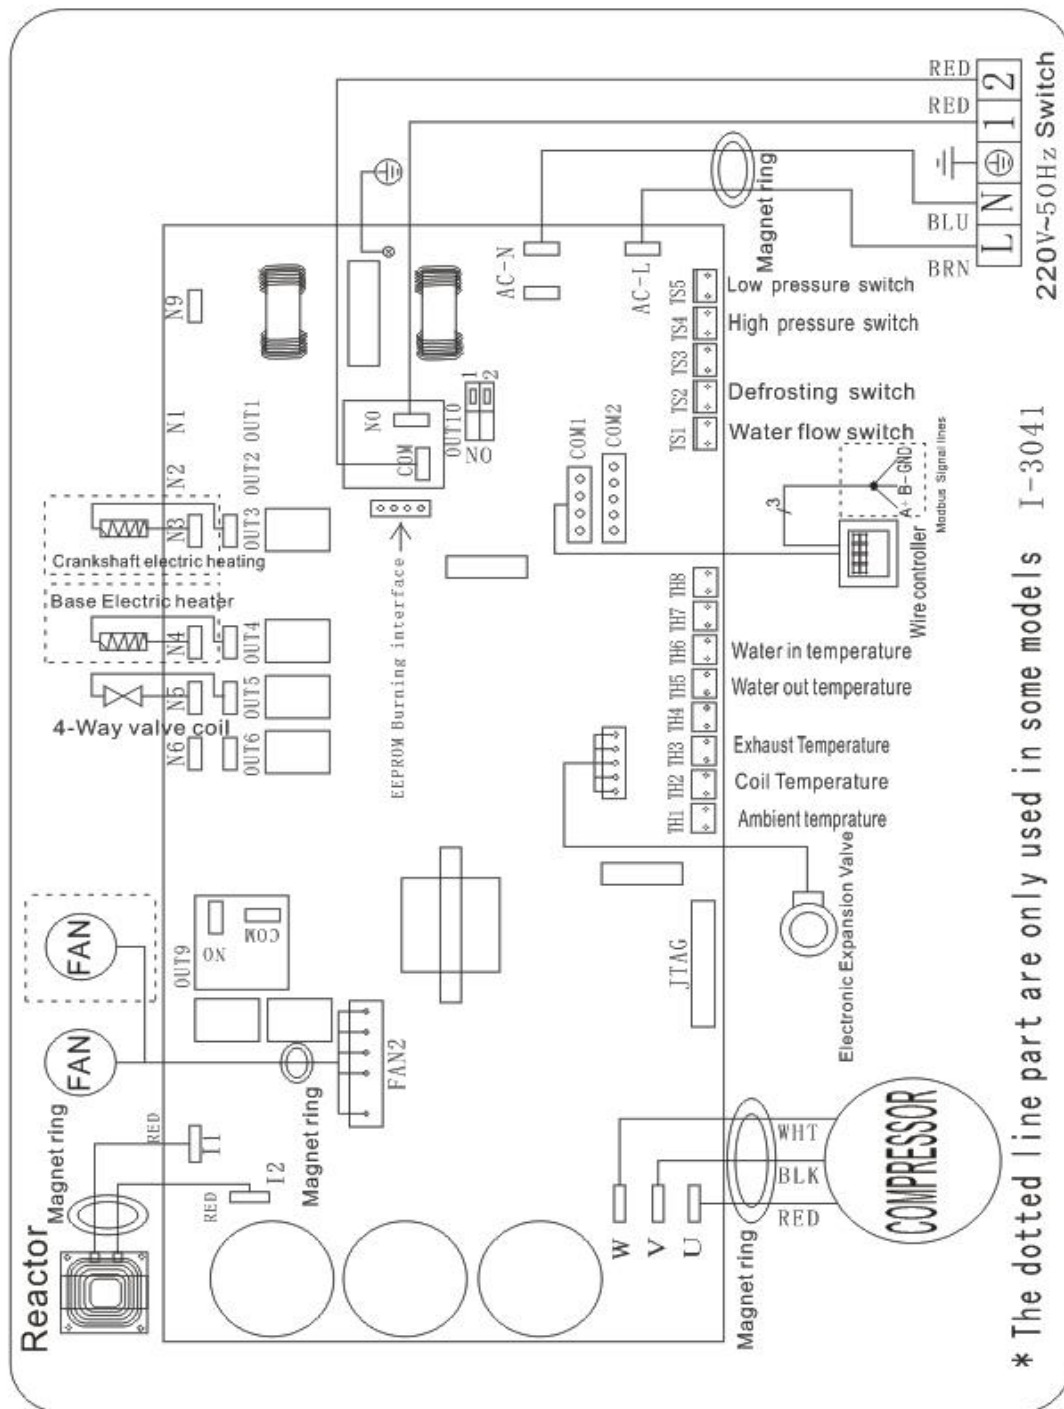 RED
RED
2
1
N
L
BLU
BRN
220V~50Hz Switch
Magnet ring
AC-N
AC-L
N9
N1
N2
OUT1
OUT2
N3
OUT3
Crankshaft electric heating
Base Electric heater
N4
OUT4
N5
OUT5
4-Way valve coil
N6
OUT6
NO
COM
OUT10
1
2
NO
EEPROM Burning interface
COM1
COM2
TS5
Low pressure switch
TS4
High pressure switch
TS3
TS2
Defrosting switch
TS1
Water flow switch
3
A+ B- GND
Modbus Signal lines
Wire controller
TH8
TH7
TH6
Water in temperature
TH5
Water out temperature
TH4
TH3
Exhaust Temperature
TH2
Coil Temperature
TH1
Ambient temprature
Electronic Expansion Valve
JTAG
FAN
FAN
OUT9
NO
COM
FAN2
Magnet ring
Magnet ring
RED
I1
RED
I2
Reactor
W
V
U
WHT
BLK
RED
Magnet ring
COMPRESSOR
* The dotted line part are only used in some models
I-3041